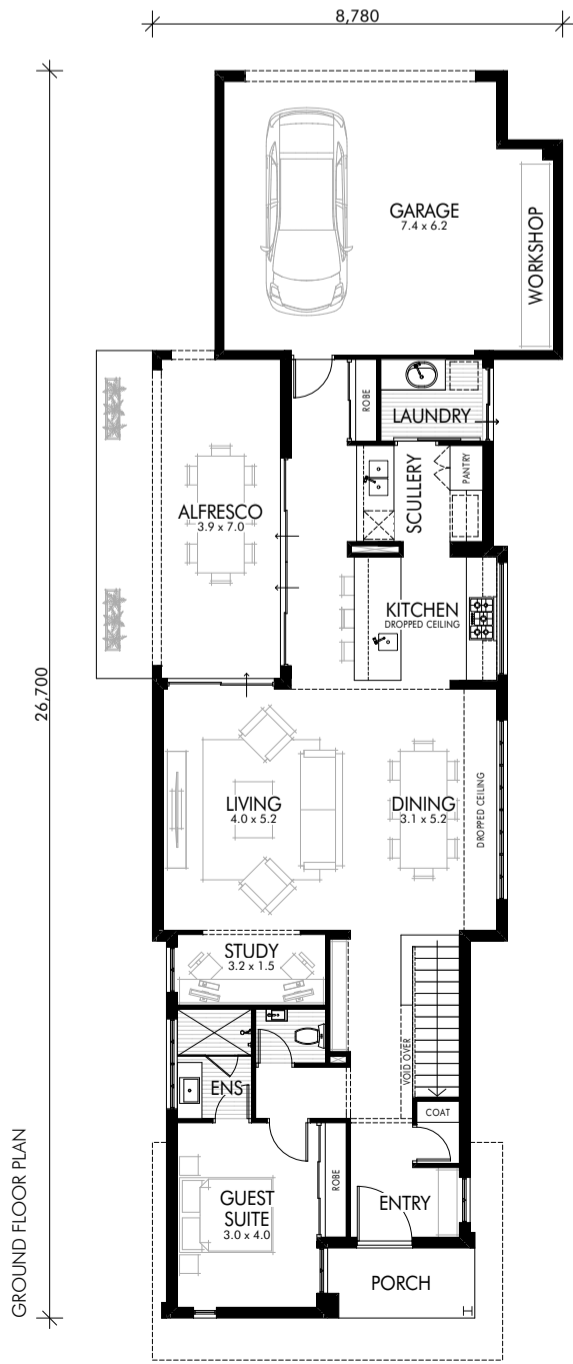 8,780
26,700
GROUND FLOOR PLAN
GARAGE
7.4 x 6.2
WORKSHOP
ROBE
LAUNDRY
SCULLERY
PANTRY
ALFRESCO
3.9 x 7.0
KITCHEN
DROPPED CEILING
LIVING
4.0 x 5.2
DINING
3.1 x 5.2
DROPPED CEILING
STUDY
3.2 x 1.5
VOID OVER
ENS
COAT
GUEST
SUITE
3.0 x 4.0
ROBE
ENTRY
PORCH
H